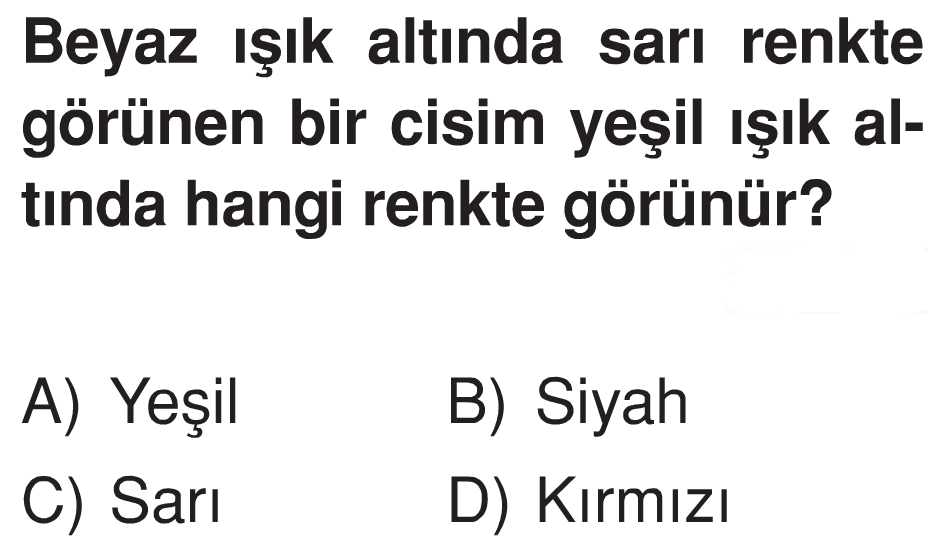 Beyaz ışık altında sarı renkte
görünen bir cisim yeşil ışık al-
tında hangi renkte görünür?
A) Yeşil B) Siyah
C) Sarı D) Kırmızı